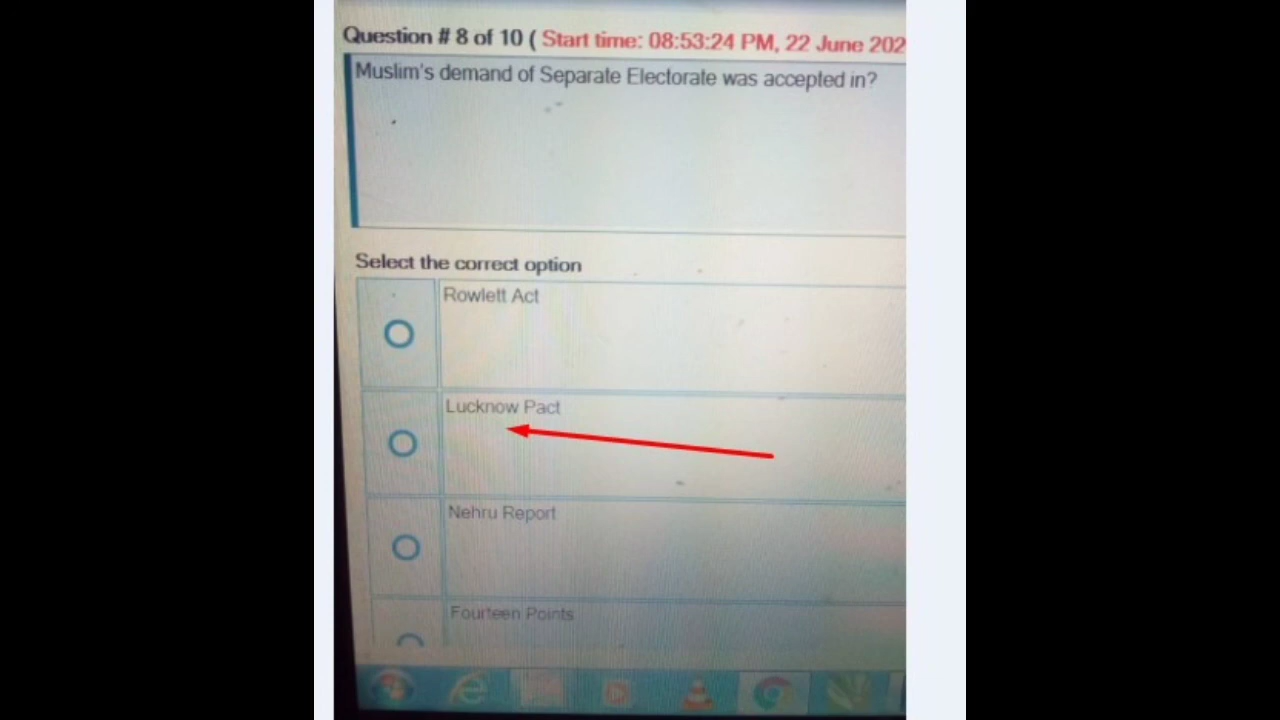 Question # 8 of 10 ( Start time: 08:53:24 PM, 22 June 202
Muslim's demand of Separate Electorate was accepted in?
Select the correct option
Rowlett Act
Lucknow Pact
Nehru Report
Fourteen Points